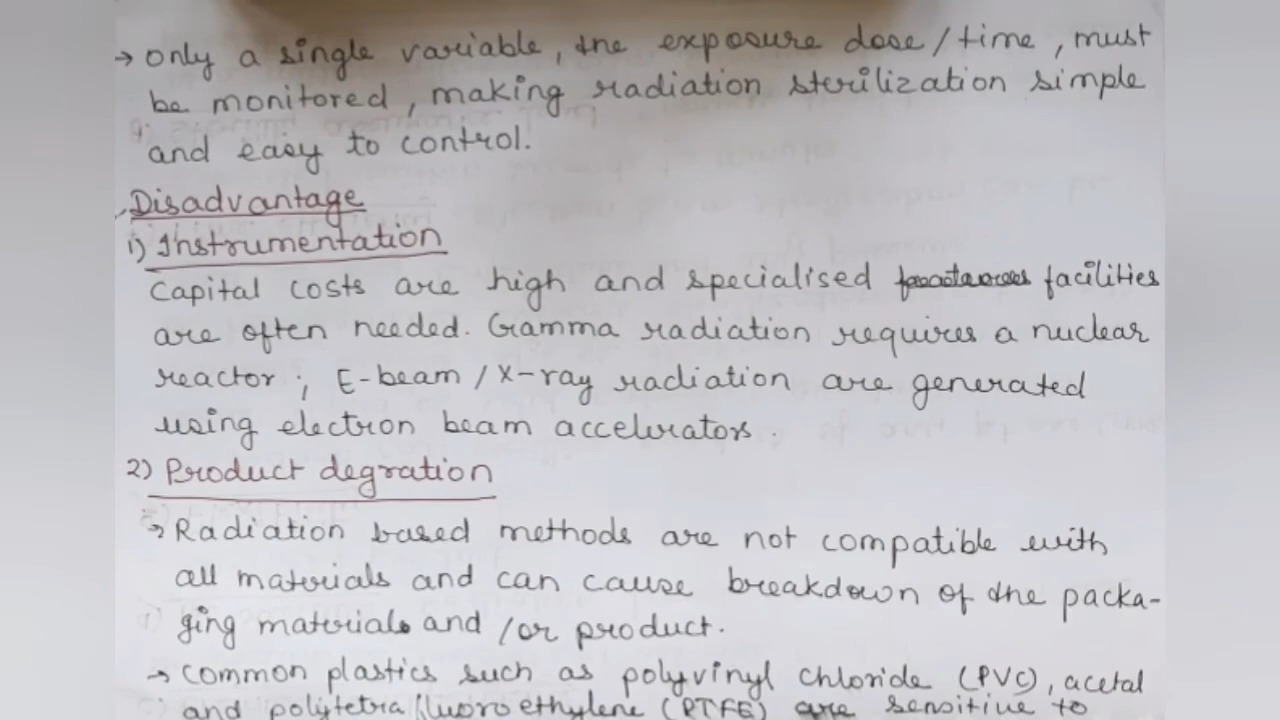 → only a single variable, the exposure dose/time, must
be monitored, making radiation sterilization simple
and easy to control.
Disadvantage
1) Instrumentation
Capital costs are high and specialised facilities
are often needed. Gramma radiation requires a nuclear
reactor; E-beam/X-ray radiation are generated
using electron beam accelerators.
2) Product degration
→ Radiation based methods are not compatible with
all materials and can cause breakdown of the packa-
ging materials and/or product.
→ Common plastics such as polyvinyl chloride (PVC), acetal
and polytetrafluoroethylene (PTFE) are sensitive to